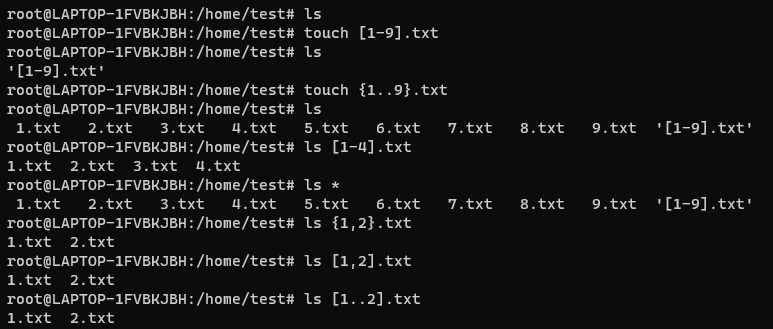 root@LAPTOP-1FVBKJBH:/home/test# ls
root@LAPTOP-1FVBKJBH:/home/test# touch [1-9].txt
root@LAPTOP-1FVBKJBH:/home/test# ls
'[1-9].txt'
root@LAPTOP-1FVBKJBH:/home/test# touch {1..9}.txt
root@LAPTOP-1FVBKJBH:/home/test# ls
 1.txt   2.txt   3.txt   4.txt   5.txt   6.txt   7.txt   8.txt   9.txt  '[1-9].txt'
root@LAPTOP-1FVBKJBH:/home/test# ls [1-4].txt
1.txt  2.txt  3.txt  4.txt
root@LAPTOP-1FVBKJBH:/home/test# ls *
 1.txt   2.txt   3.txt   4.txt   5.txt   6.txt   7.txt   8.txt   9.txt  '[1-9].txt'
root@LAPTOP-1FVBKJBH:/home/test# ls {1,2}.txt
1.txt  2.txt
root@LAPTOP-1FVBKJBH:/home/test# ls [1,2].txt
1.txt  2.txt
root@LAPTOP-1FVBKJBH:/home/test# ls [1..2].txt
1.txt  2.txt